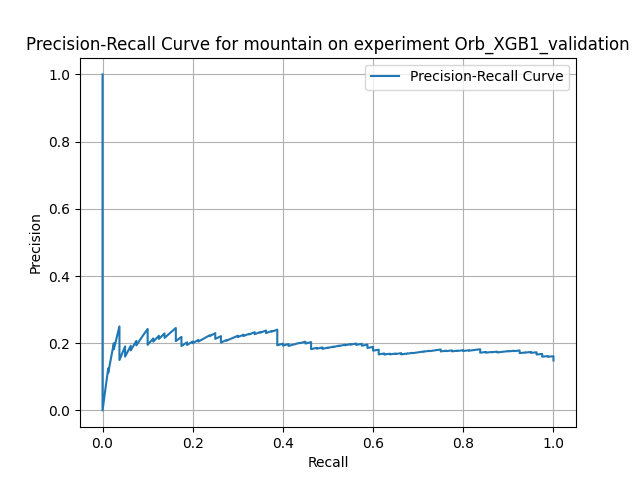 Precision-Recall Curve for mountain on experiment Orb_XGB1_validation
Precision-Recall Curve
1.0
0.8
0.6
0.4
0.2
0.0
Precision
0.0 0.2 0.4 0.6 0.8 1.0
Recall